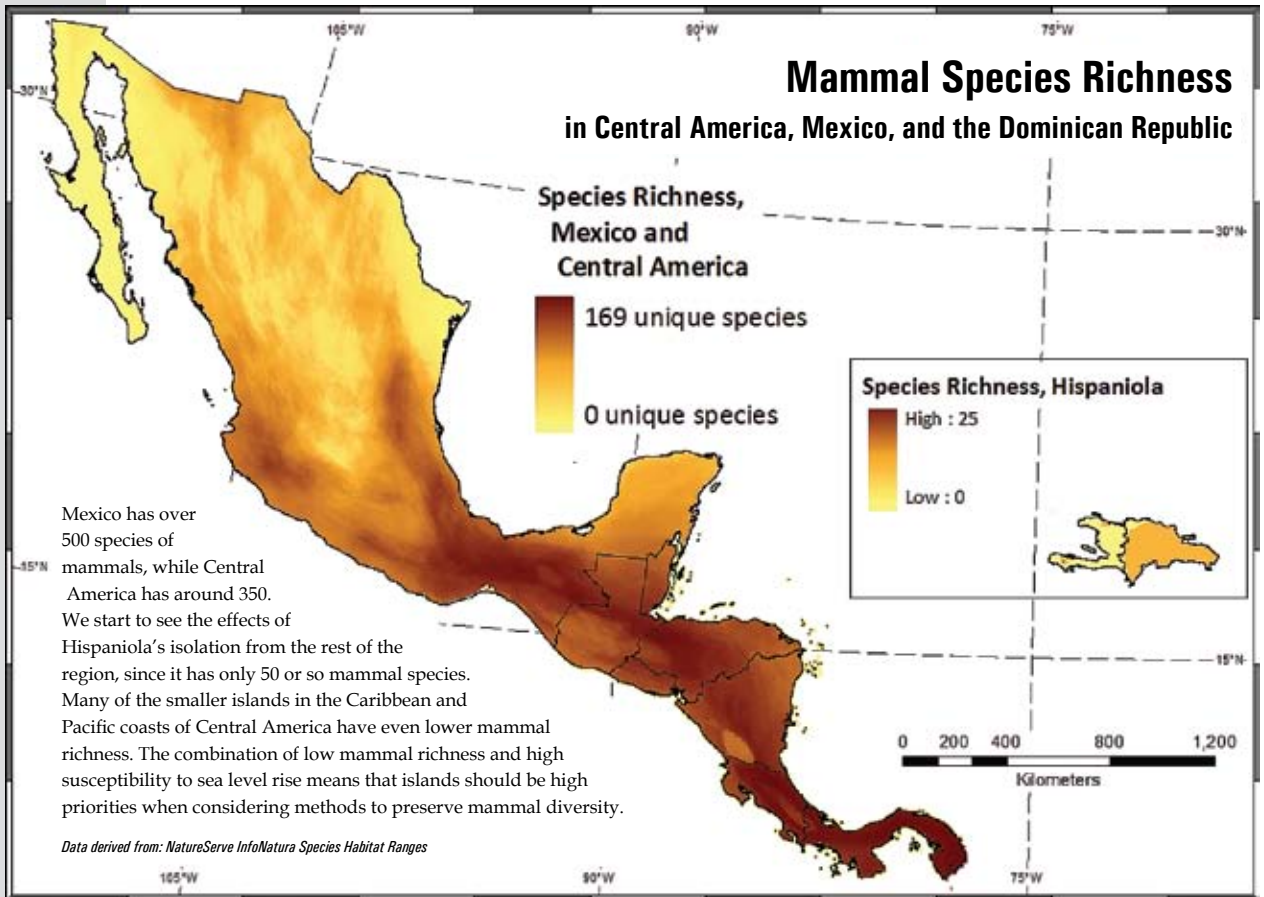 105°W
90°W
75°W
30°N
Mammal Species Richness
in Central America, Mexico, and the Dominican Republic
Species Richness,
Mexico and
Central America
169 unique species
0 unique species
30°N
Species Richness, Hispaniola
High : 25
Low : 0
Mexico has over
500 species of
mammals, while Central
America has around 350.
We start to see the effects of
Hispaniola's isolation from the rest of the
region, since it has only 50 or so mammal species.
Many of the smaller islands in the Caribbean and
Pacific coasts of Central America have even lower mammal
richness. The combination of low mammal richness and high
susceptibility to sea level rise means that islands should be high
priorities when considering methods to preserve mammal diversity.
Data derived from: NatureServe InfoNatura Species Habitat Ranges
15°N
15°N
0 200 400 800 1,200
Kilometers
105°W
90°W
75°W